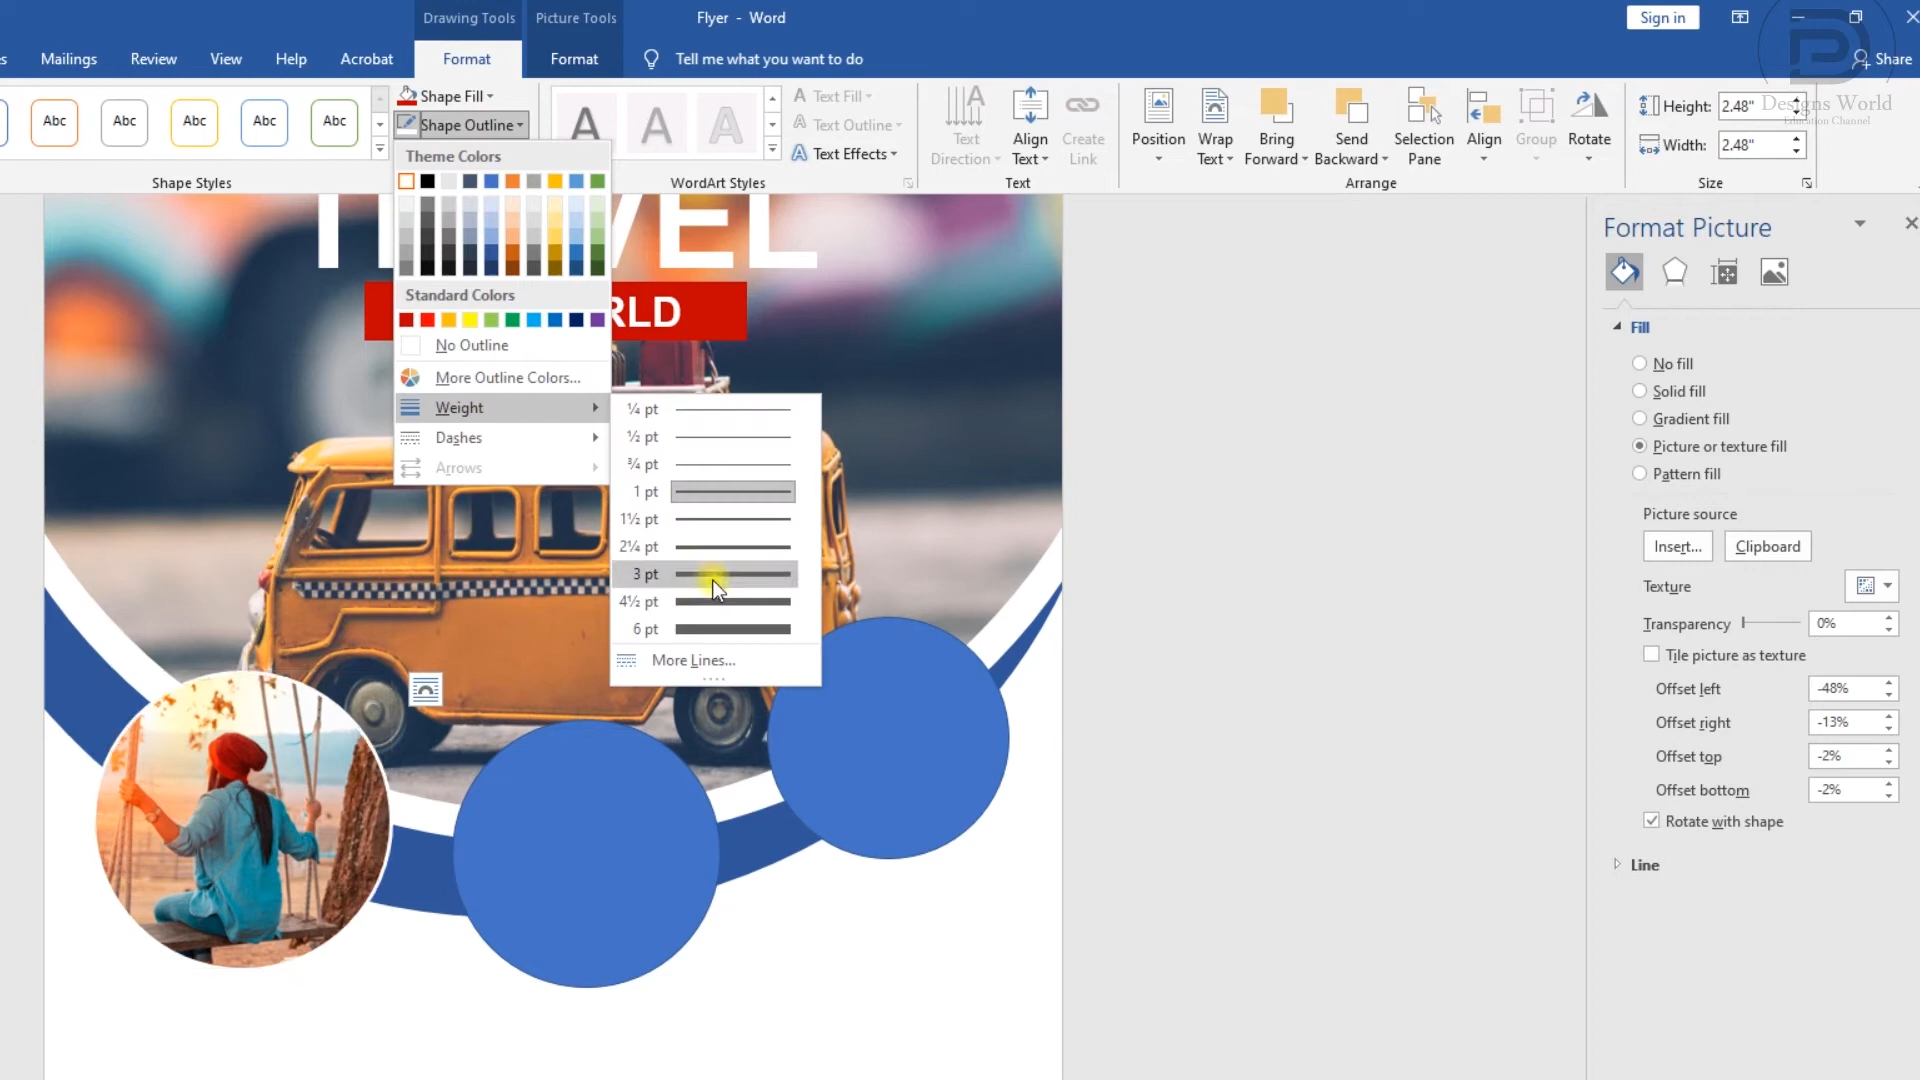 Drawing Tools
Picture Tools
Flyer - Word
Sign in
Mailings
Review
View
Help
Acrobat
Format
Format
Tell me what you want to do
Share
Abc
Abc
Abc
Abc
Abc
Shape Styles
Shape Fill
Shape Outline
A
A
A
WordArt Styles
Text Fill
Text Outline
Text Effects
Text
Direction
Align
Text
Create
Link
Text
Position
Wrap
Text
Bring
Forward
Send
Backward
Selection
Pane
Align
Group
Rotate
Arrange
Height: 2.48"
Width: 2.48"
Size
Designs World
Education Channel
Theme Colors
Standard Colors
No Outline
More Outline Colors...
Weight
Dashes
Arrows
¼ pt
½ pt
¾ pt
1 pt
1½ pt
2¼ pt
3 pt
4½ pt
6 pt
More Lines...
RLD
Format Picture
Fill
No fill
Solid fill
Gradient fill
Picture or texture fill
Pattern fill
Picture source
Insert...
Clipboard
Texture
Transparency 0%
Tile picture as texture
Offset left -48%
Offset right -13%
Offset top -2%
Offset bottom -2%
Rotate with shape
Line